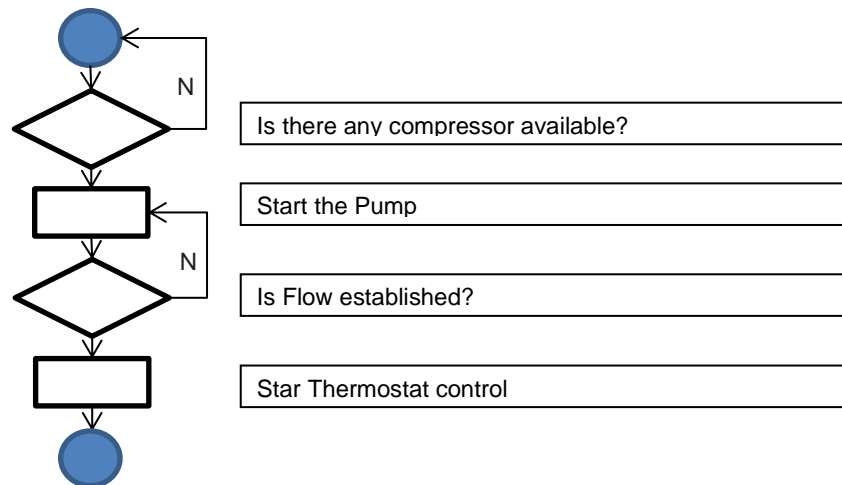 N
Is there any compressor available?
Start the Pump
N
Is Flow established?
Star Thermostat control